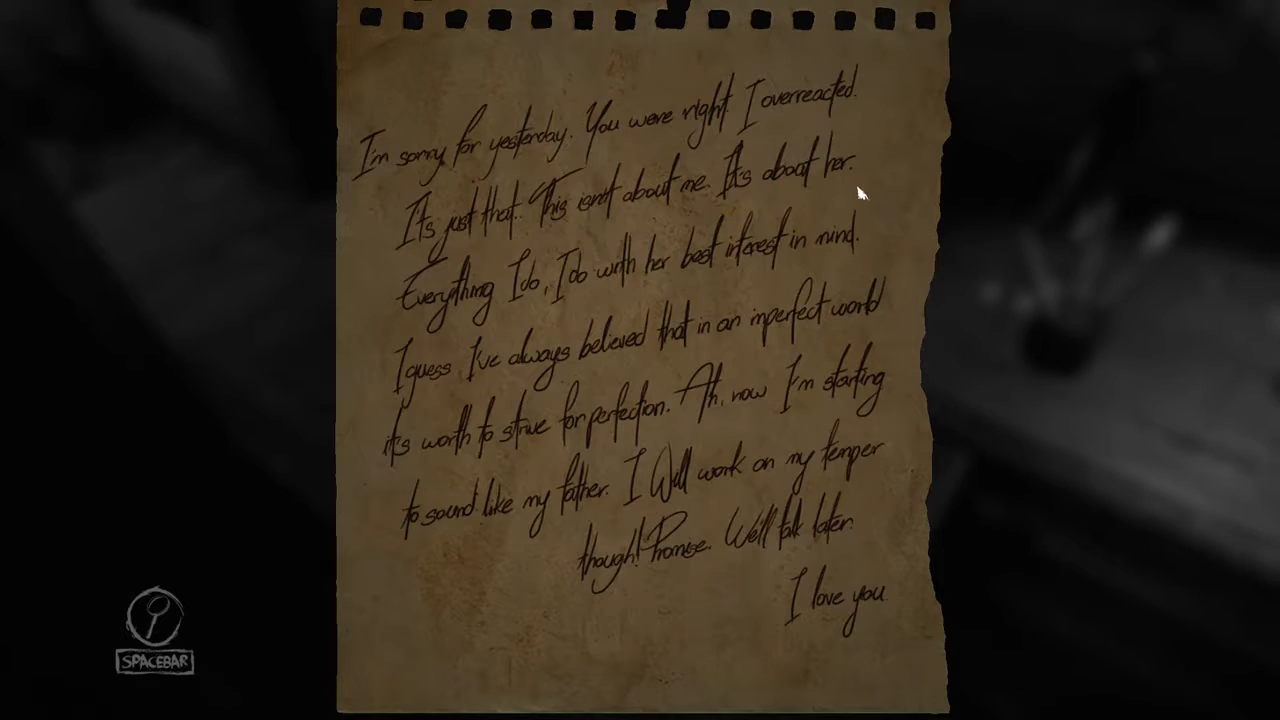 I'm sorry for yesterday. You were right I overreacted.
It's just that.. This isn't about me. It's about her.
Everything I do, I do with her best interest in mind.
I guess I've always believed that in an imperfect world
it's worth to strive for perfection. Ah, now I'm starting
to sound like my father. I Will work on my temper
though! Promise. We'll talk later.
I love you
SPACEBAR